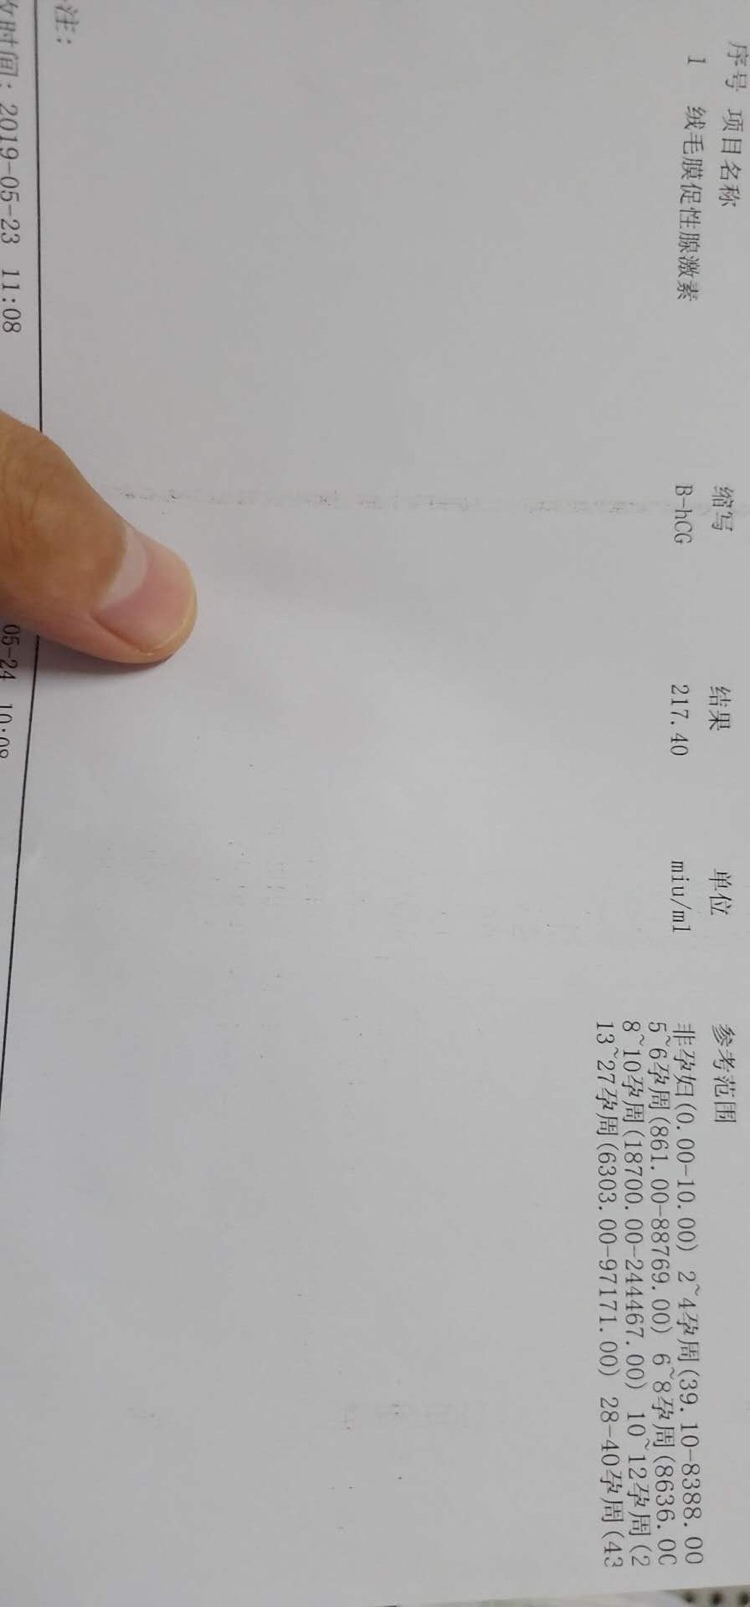 序号 项目名称 缩写 结果 单位 参考范围
1 绒毛膜促性腺激素 B-hCG 217.40 miu/ml 非孕妇(0.00-10.00) 2~4孕周(39.10-8388.00
5~6孕周(861.00-88769.00) 6~8孕周(8636.00
8~10孕周(18700.00-244467.00) 10~12孕周(2
13~27孕周(6303.00-97171.00) 28-40孕周(43
注:
时间: 2019-05-23 11:08 05-24 10:08